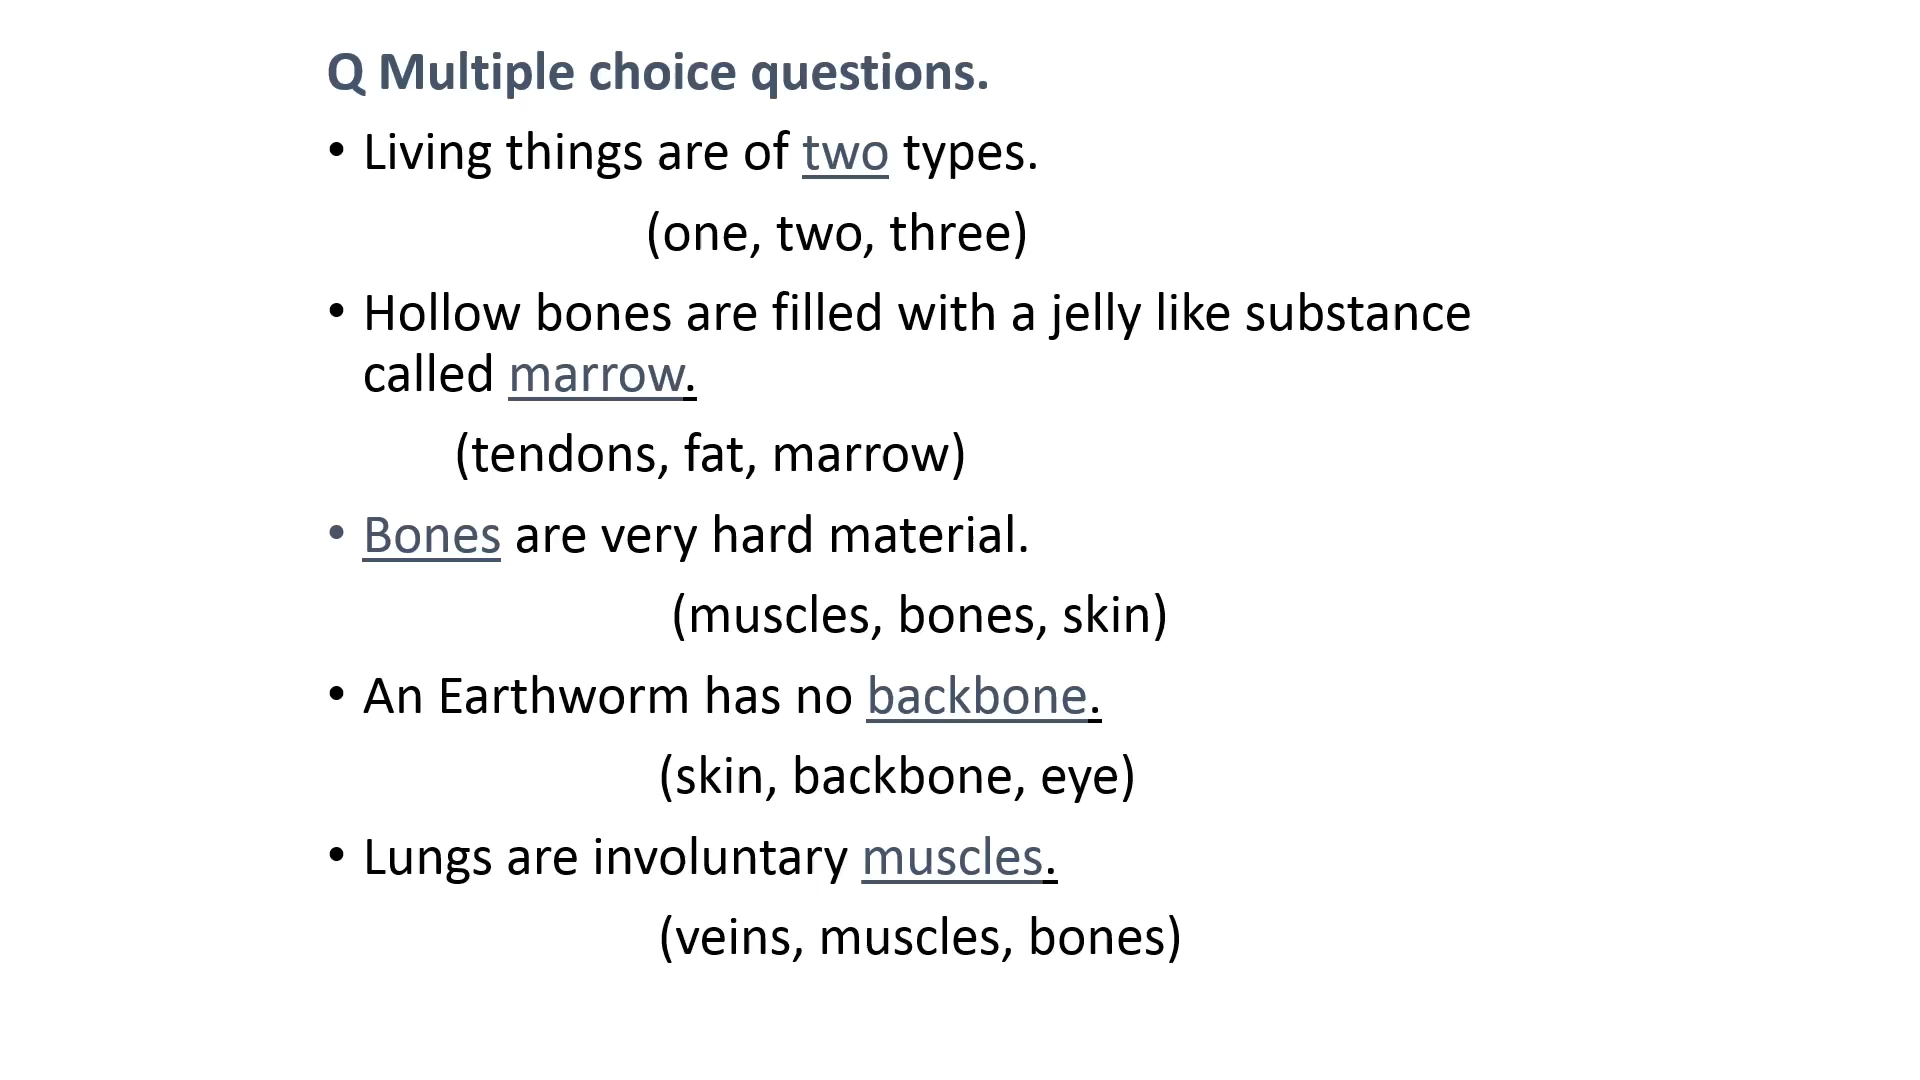 Q Multiple choice questions.
• Living things are of two types.
(one, two, three)
• Hollow bones are filled with a jelly like substance
called marrow.
(tendons, fat, marrow)
• Bones are very hard material.
(muscles, bones, skin)
• An Earthworm has no backbone.
(skin, backbone, eye)
• Lungs are involuntary muscles.
(veins, muscles, bones)